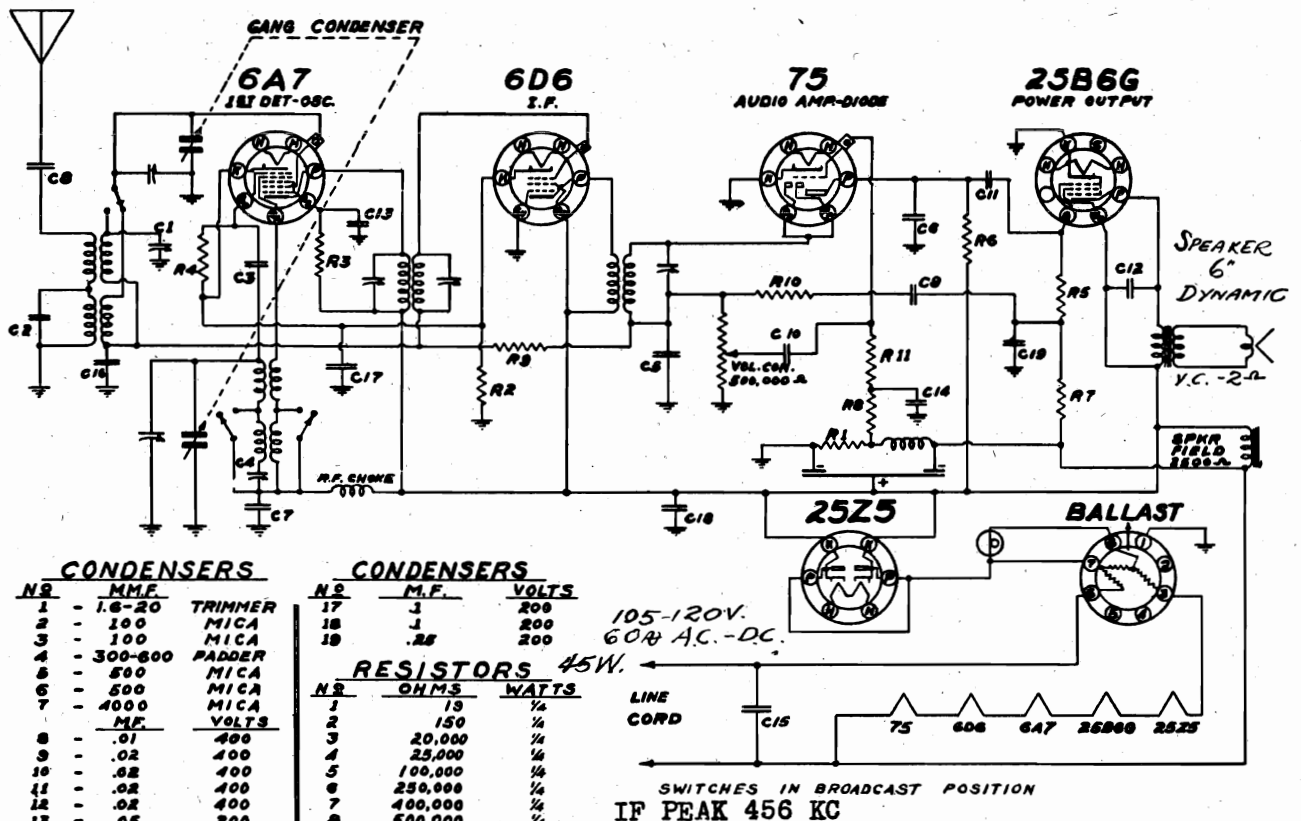 GANG CONDENSER
6A7
1ST DET-OSC.
6D6
I.F.
75
AUDIO AMP-DIODE
25B6G
POWER OUTPUT
C8
C1
C13
C11
C6
R6
R4
C3
R3
C12
SPEAKER
6"
DYNAMIC
R10
C9
R5
C2
C16
C17
R9
C5
C10
C19
VOL. CON.
500,000 Ω
R11
V.C.-2Ω
R2
R8
C14
R7
R1
SPKR
FIELD
2500Ω
C4
R.F. CHOKE
C7
C18
25Z5
BALLAST
CONDENSERS
NO M.M.F.
1 - 1.6-20 TRIMMER
2 - 100 MICA
3 - 100 MICA
4 - 300-600 PADDER
5 - 500 MICA
6 - 500 MICA
7 - 4000 MICA
M.F. VOLTS
8 - .01 400
9 - .02 400
10 - .02 400
11 - .02 400
12 - .02 400
CONDENSERS
NO M.F. VOLTS
17 .1 200
18 .1 200
19 .25 200
RESISTORS
NO OHMS WATTS
1 19 1/4
2 150 1/4
3 20,000 1/4
4 25,000 1/4
5 100,000 1/4
6 250,000 1/4
7 400,000 1/4
105-120V.
60~ A.C.-D.C.
45W.
LINE
CORD
C15
75 6D6 6A7 25B6G 25Z5
SWITCHES IN BROADCAST POSITION
IF PEAK 456 KC